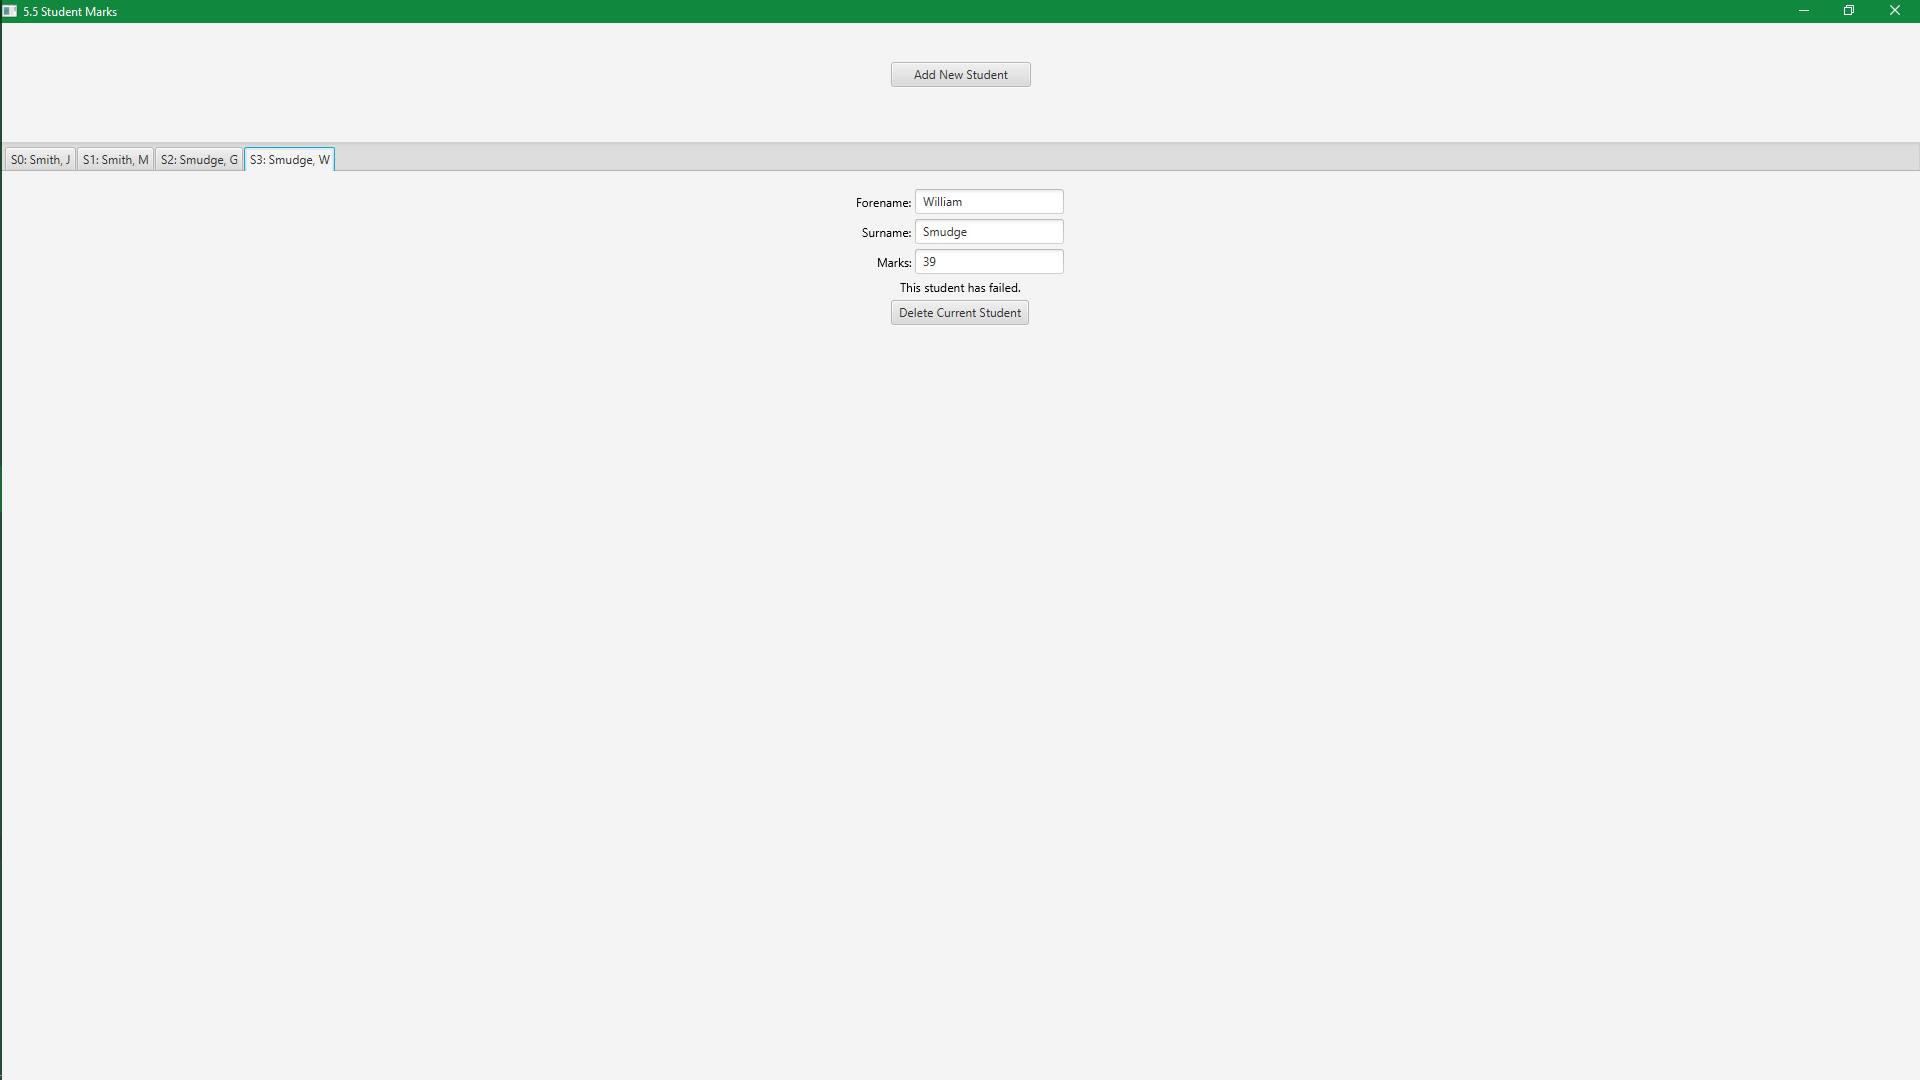 5.5 Student Marks
Add New Student
S0: Smith, J
S1: Smith, M
S2: Smudge, G
S3: Smudge, W
Forename: William
Surname: Smudge
Marks: 39
This student has failed.
Delete Current Student